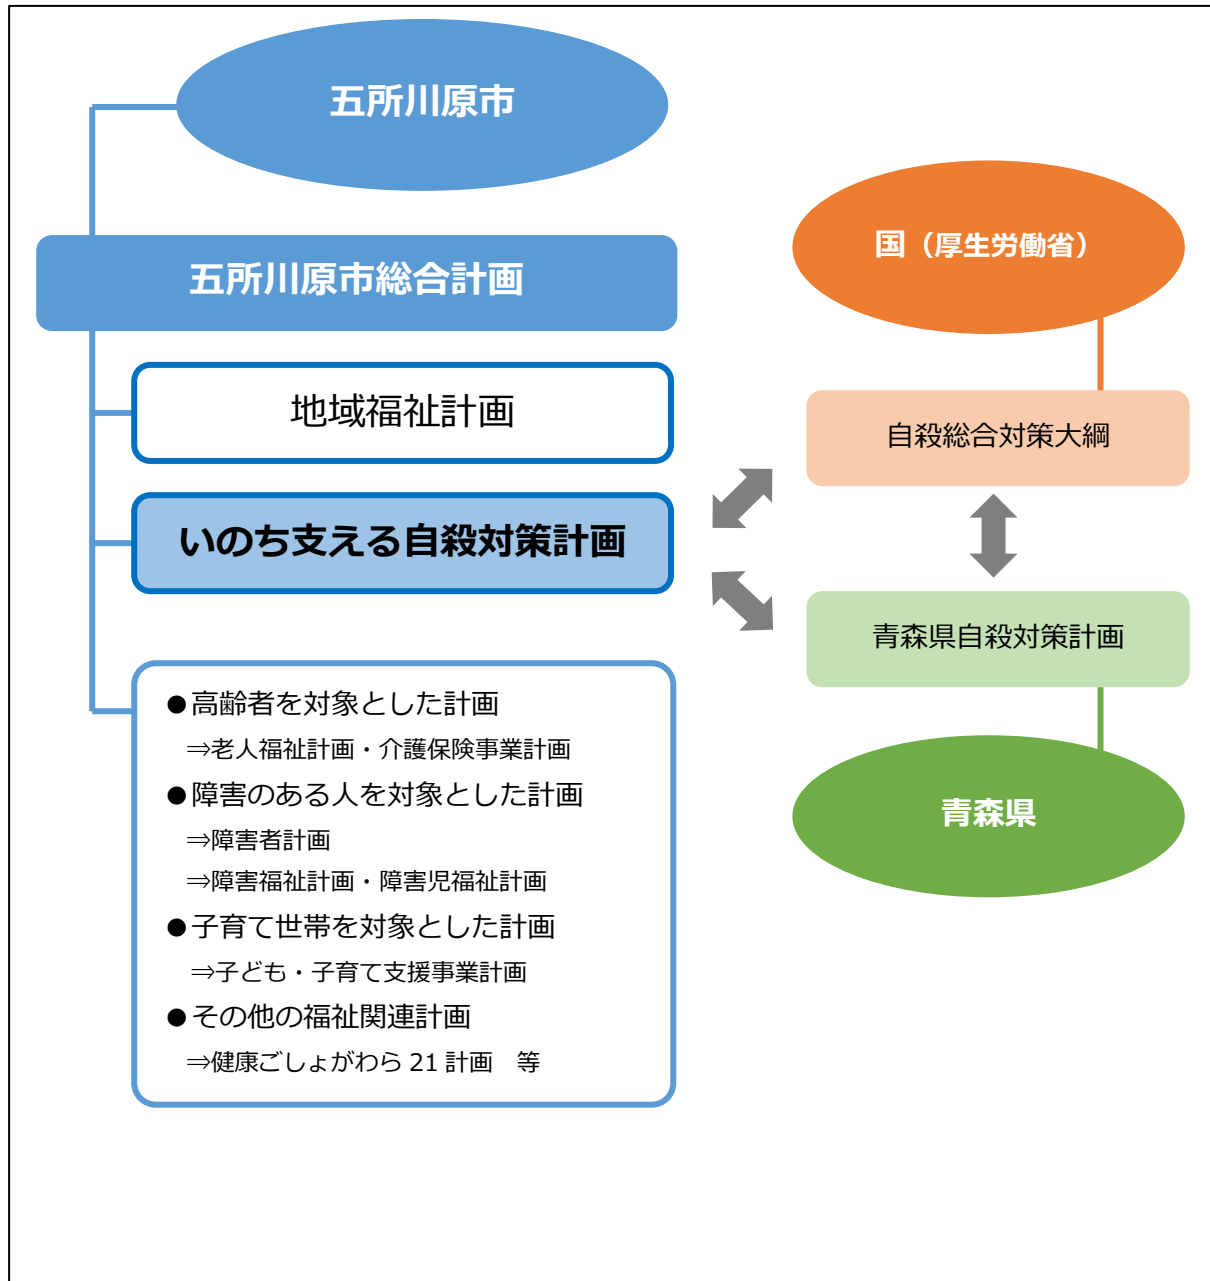 五所川原市
五所川原市総合計画
地域福祉計画
いのち支える自殺対策計画
●高齢者を対象とした計画
⇒老人福祉計画・介護保険事業計画
●障害のある人を対象とした計画
⇒障害者計画
⇒障害福祉計画・障害児福祉計画
●子育て世帯を対象とした計画
⇒子ども・子育て支援事業計画
●その他の福祉関連計画
⇒健康ごしょがわら 21 計画　等
国（厚生労働省）
自殺総合対策大綱
青森県自殺対策計画
青森県